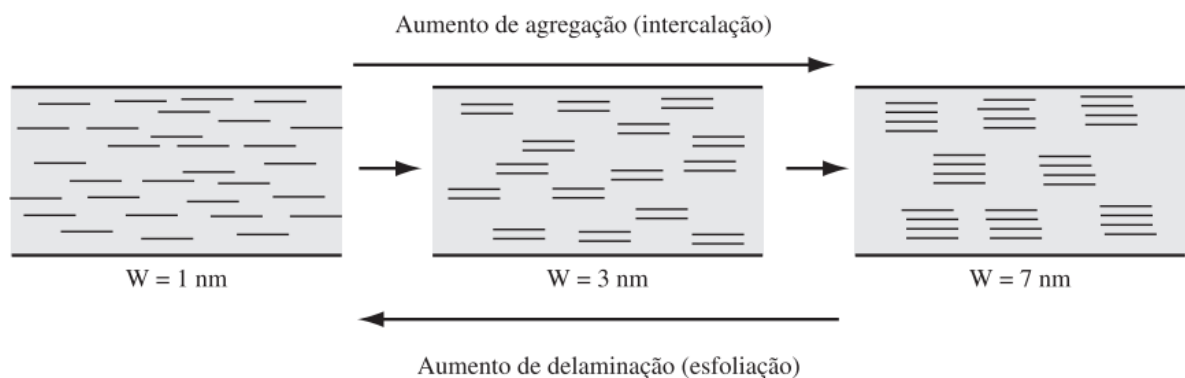 Aumento de agregação (intercalação)
W = 1 nm
W = 3 nm
W = 7 nm
Aumento de delaminação (esfoliação)